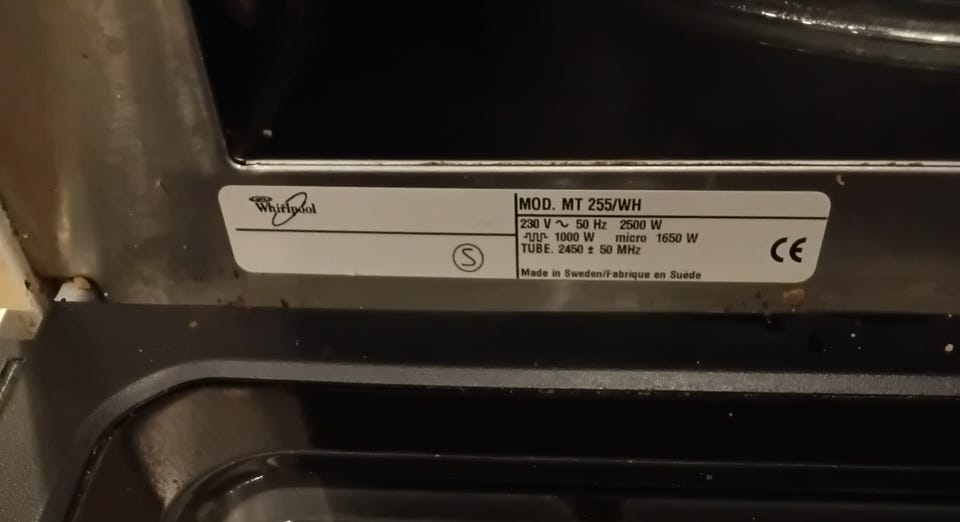 Whirlpool
S
MOD. MT 255/WH
230 V ~ 50 Hz 2500 W
1000 W micro 1650 W
TUBE. 2450 ± 50 MHz
CE
Made in Sweden/Fabrique en Suéde